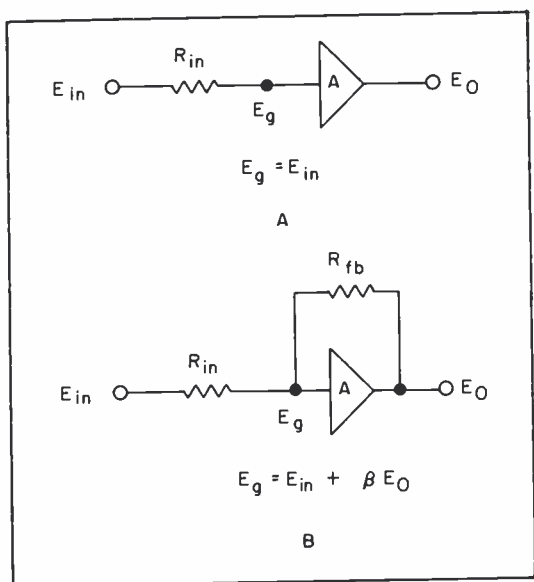 R_in
E_in A E_O
E_g
E_g = E_in
A
R_fb
R_in
E_in A E_O
E_g
E_g = E_in + β E_O
B